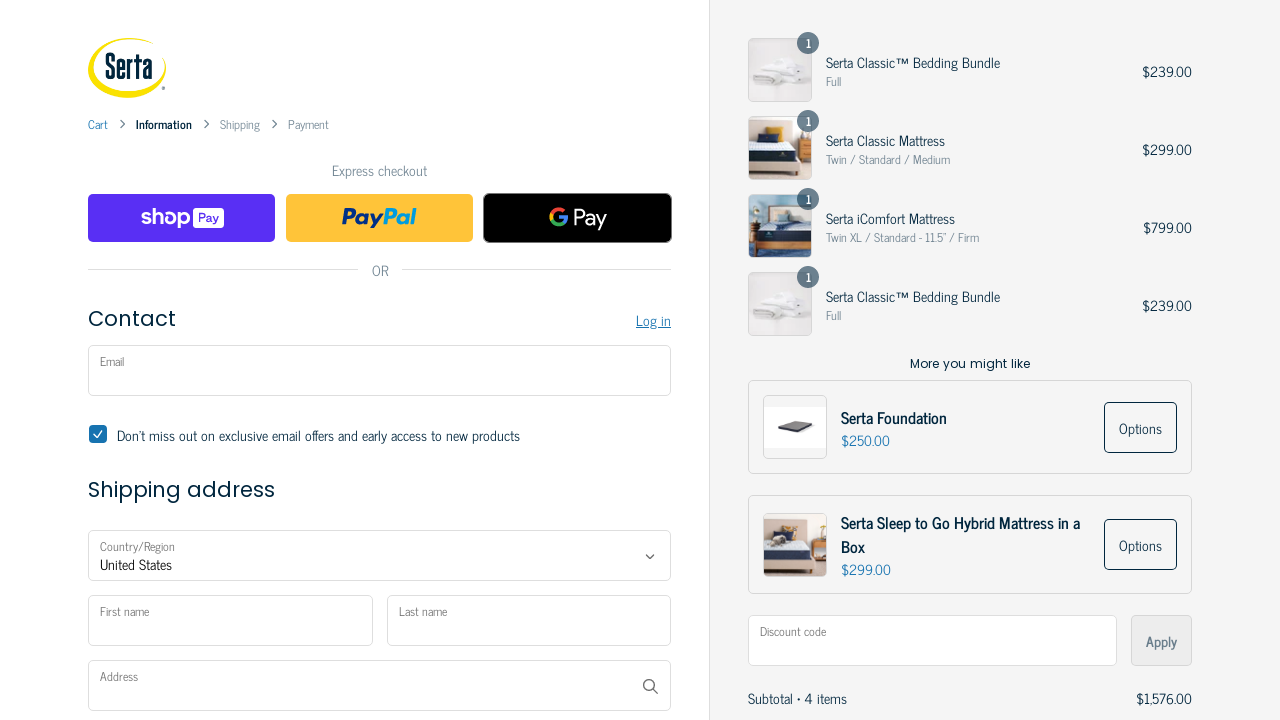 Serta
Cart
Information
Shipping
Payment
Express checkout
shop Pay
PayPal
G Pay
OR
Contact
Log in
Email
Don't miss out on exclusive email offers and early access to new products
Shipping address
Country/Region
United States
First name
Last name
Address
1
Serta Classic™ Bedding Bundle
Full
$239.00
1
Serta Classic Mattress
Twin / Standard / Medium
$299.00
1
Serta iComfort Mattress
Twin XL / Standard - 11.5" / Firm
$799.00
1
Serta Classic™ Bedding Bundle
Full
$239.00
More you might like
Serta Foundation
$250.00
Options
Serta Sleep to Go Hybrid Mattress in a
Box
$299.00
Options
Discount code
Apply
Subtotal · 4 items
$1,576.00